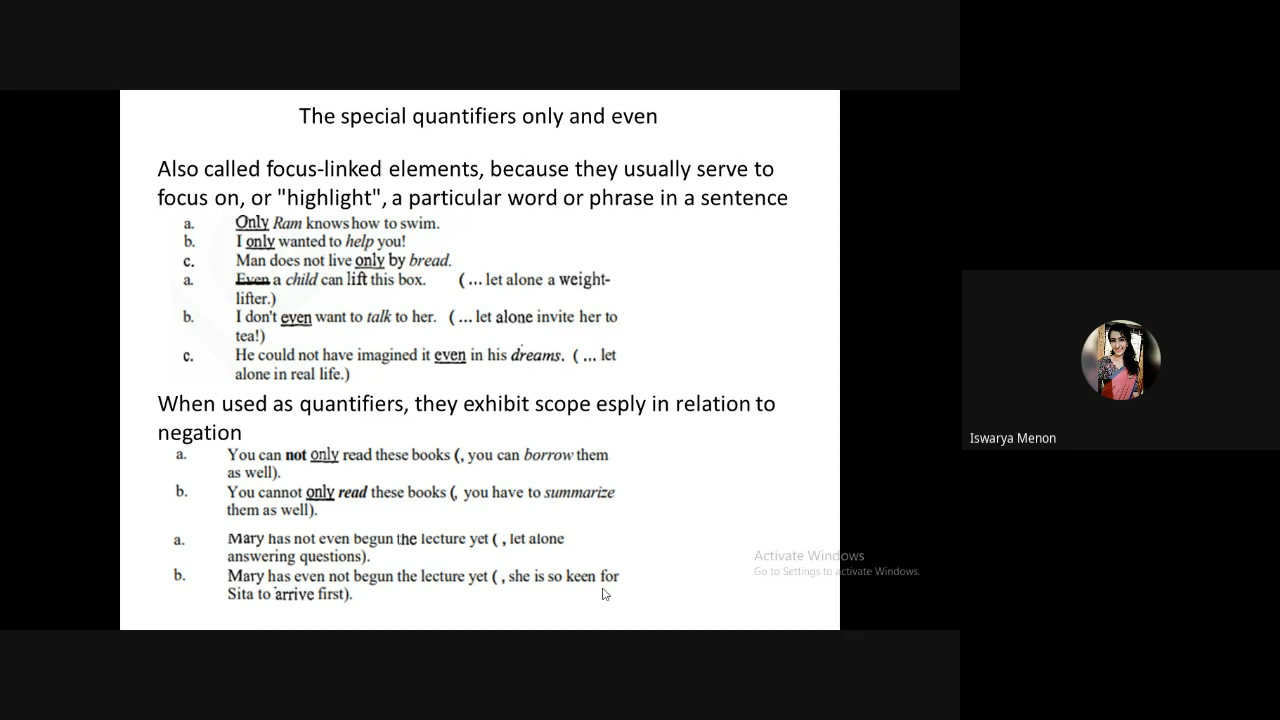 The special quantifiers only and even
Also called focus-linked elements, because they usually serve to
focus on, or "highlight", a particular word or phrase in a sentence
a. Only Ram knows how to swim.
b. I only wanted to help you!
c. Man does not live only by bread.
a. Even a child can lift this box. ( ... let alone a weight-
lifter.)
b. I don't even want to talk to her. ( ... let alone invite her to
tea!)
c. He could not have imagined it even in his dreams. ( ... let
alone in real life.)
When used as quantifiers, they exhibit scope esply in relation to
negation
a. You can not only read these books (, you can borrow them
as well).
b. You cannot only read these books (, you have to summarize
them as well).
a. Mary has not even begun the lecture yet ( , let alone
answering questions).
b. Mary has even not begun the lecture yet ( , she is so keen for
Sita to arrive first).
Activate Windows
Go to Settings to activate Windows.
Iswarya Menon